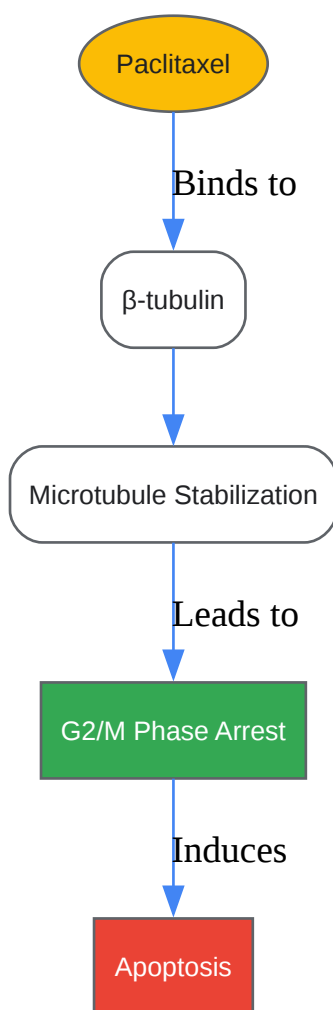 Paclitaxel
Binds to
β-tubulin
Microtubule Stabilization
Leads to
G2/M Phase Arrest
Induces
Apoptosis